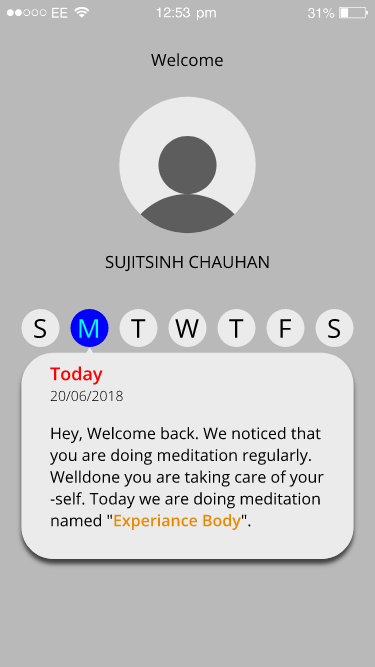 EE 12:53 pm 31%
Welcome
SUJITSINH CHAUHAN
S M T W T F S
Today
20/06/2018
Hey, Welcome back. We noticed that
you are doing meditation regularly.
Welldone you are taking care of your
-self. Today we are doing meditation
named "Experiance Body".